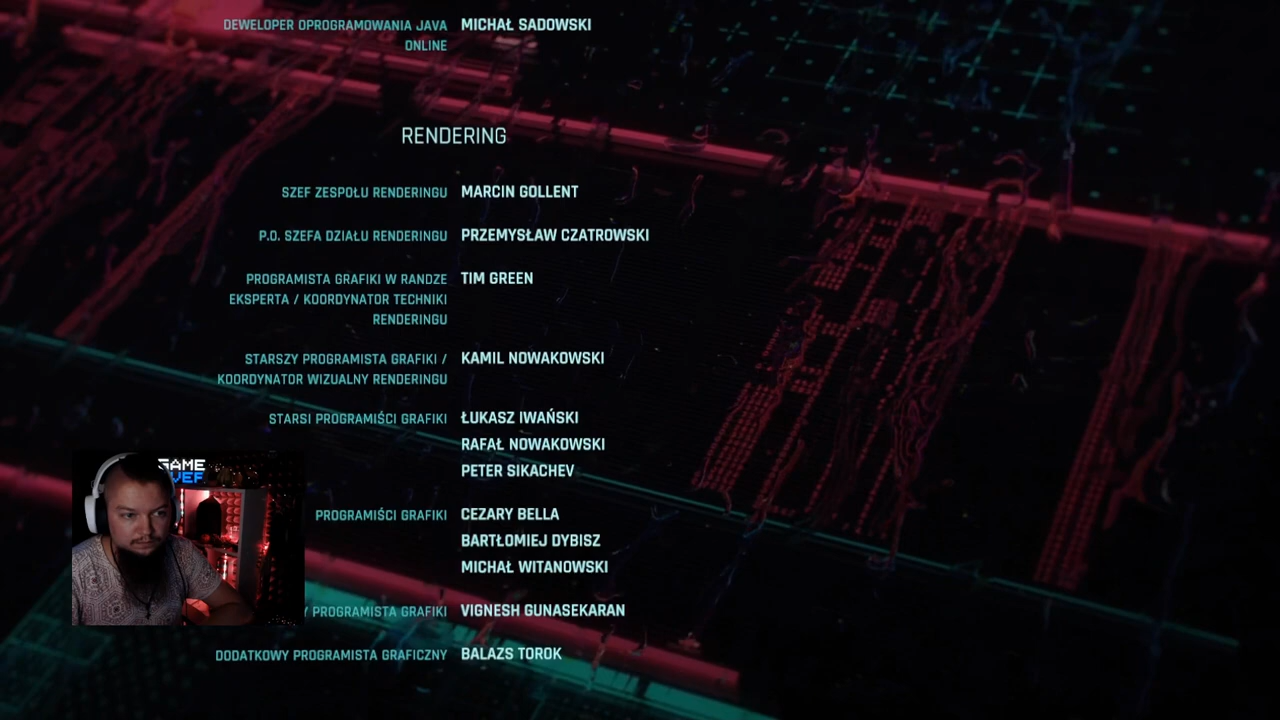 DEWELOPER OPROGRAMOWANIA JAVA MICHAŁ SADOWSKI
ONLINE
RENDERING
SZEF ZESPOŁU RENDERINGU MARCIN GOLLENT
P.O. SZEFA DZIAŁU RENDERINGU PRZEMYSŁAW CZATROWSKI
PROGRAMISTA GRAFIKI W RANDZE TIM GREEN
EKSPERTA / KOORDYNATOR TECHNIKI
RENDERINGU
STARSZY PROGRAMISTA GRAFIKI / KAMIL NOWAKOWSKI
KOORDYNATOR WIZUALNY RENDERINGU
STARSI PROGRAMIŚCI GRAFIKI ŁUKASZ IWAŃSKI
RAFAŁ NOWAKOWSKI
PETER SIKACHEV
GAME
PROGRAMIŚCI GRAFIKI CEZARY BELLA
BARTŁOMIEJ DYBISZ
MICHAŁ WITANOWSKI
PROGRAMISTA GRAFIKI VIGNESH GUNASEKARAN
DODATKOWY PROGRAMISTA GRAFICZNY BALAZS TOROK